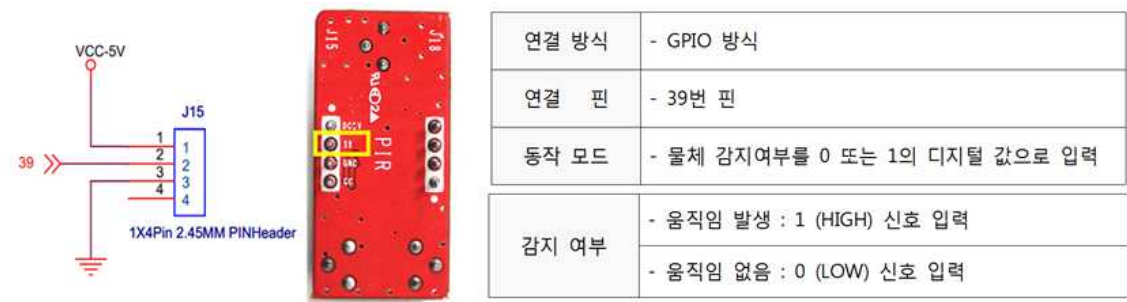 VCC-5V
J15
1
2
3
4
1
2
3
4
39
1X4Pin 2.45MM PINHeader
J15
J18
PIR
GND
연결 방식
- GPIO 방식
연결 핀
- 39번 핀
동작 모드
- 물체 감지여부를 0 또는 1의 디지털 값으로 입력
감지 여부
- 움직임 발생 : 1 (HIGH) 신호 입력
- 움직임 없음 : 0 (LOW) 신호 입력